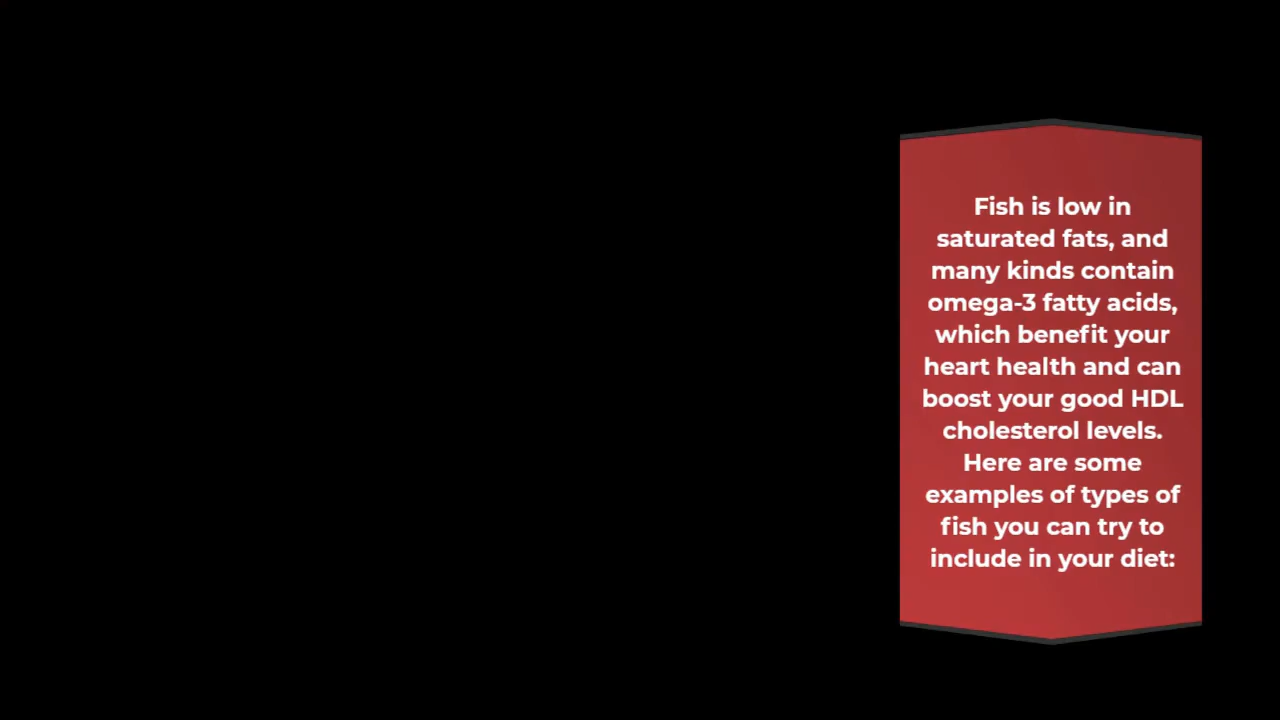 Fish is low in
saturated fats, and
many kinds contain
omega-3 fatty acids,
which benefit your
heart health and can
boost your good HDL
cholesterol levels.
Here are some
examples of types of
fish you can try to
include in your diet: